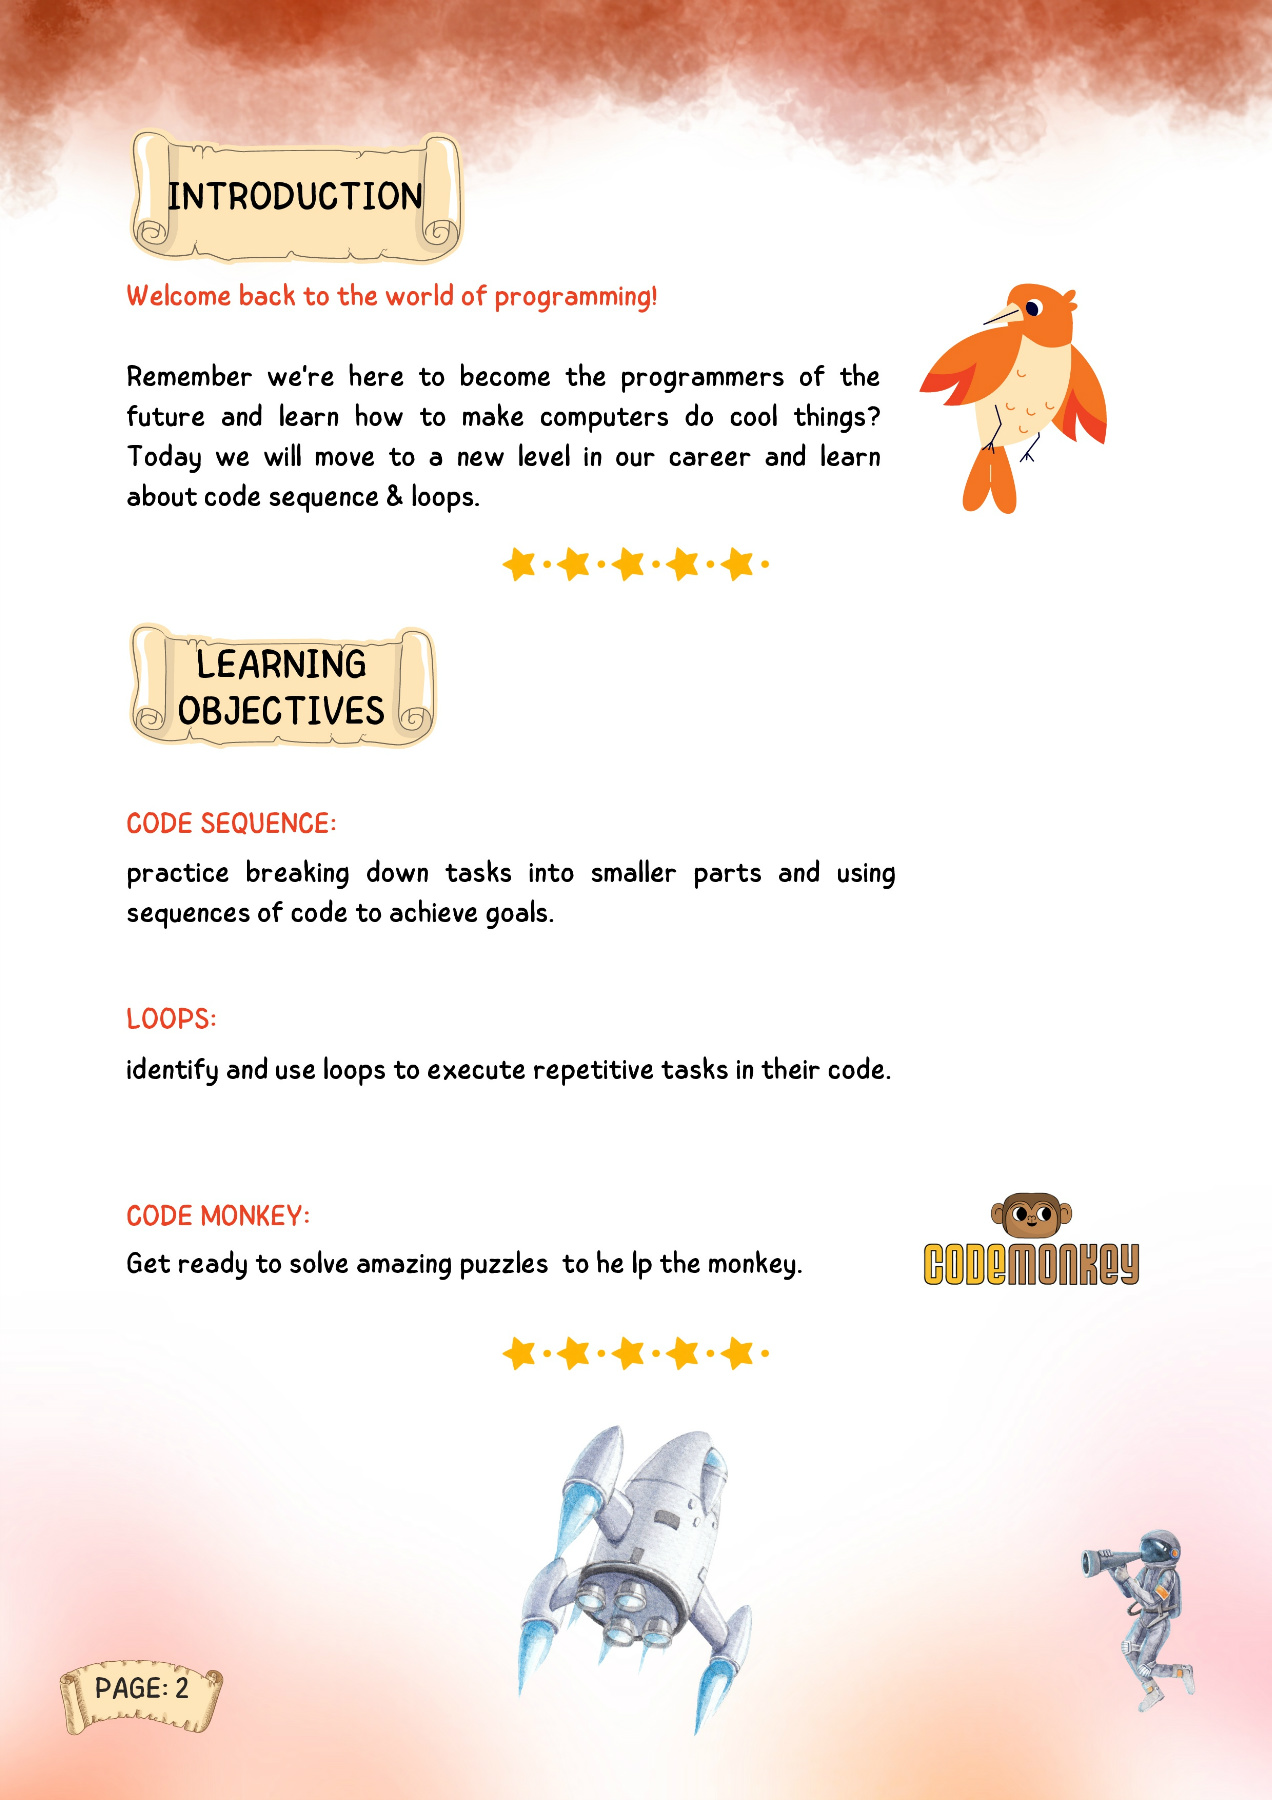 INTRODUCTION
Welcome back to the world of programming!
Remember we're here to become the programmers of the
future and learn how to make computers do cool things?
Today we will move to a new level in our career and learn
about code sequence & loops.
LEARNING
OBJECTIVES
CODE SEQUENCE:
practice breaking down tasks into smaller parts and using
sequences of code to achieve goals.
LOOPS:
identify and use loops to execute repetitive tasks in their code.
CODE MONKEY:
Get ready to solve amazing puzzles  to he lp the monkey.
CODEMONKEY
PAGE: 2